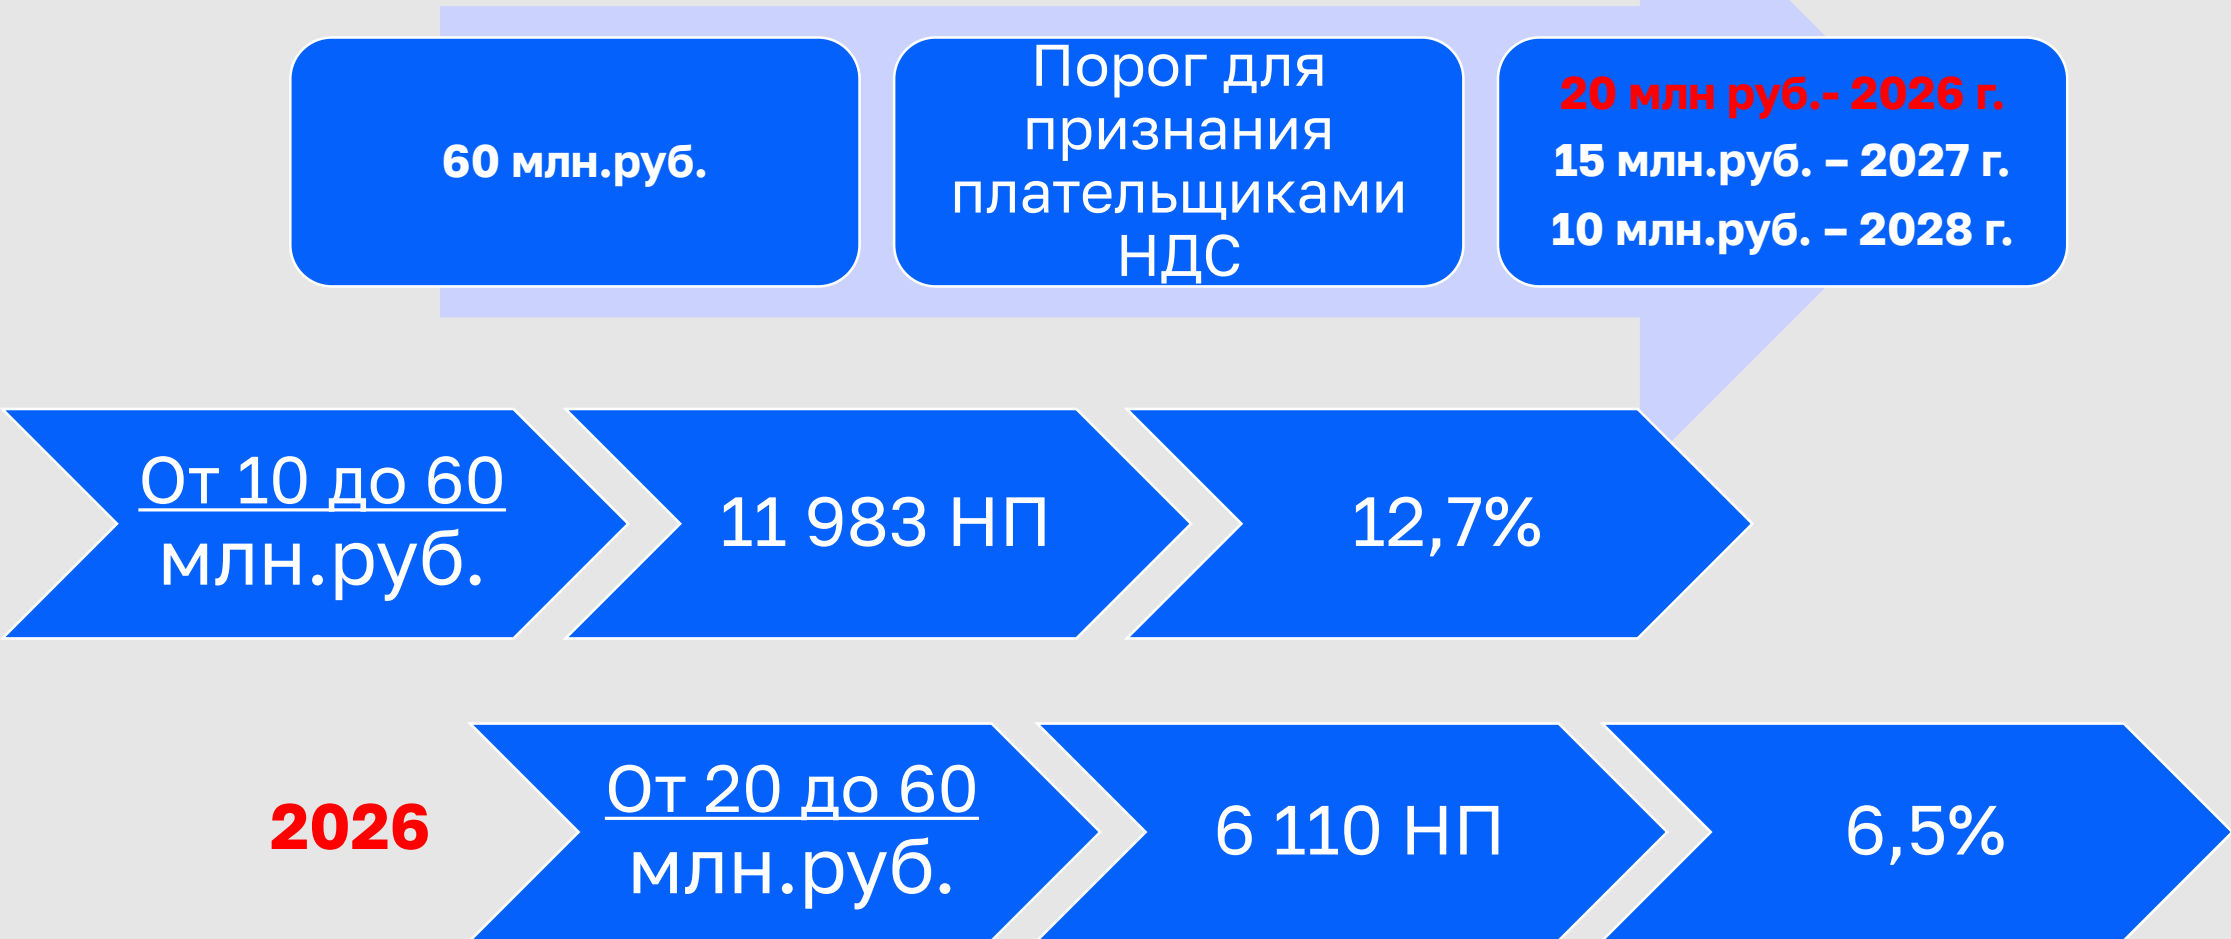 60 млн.руб.
Порог для
признания
плательщиками
НДС
20 млн руб.- 2026 г.
15 млн.руб. – 2027 г.
10 млн.руб. – 2028 г.
От 10 до 60
млн.руб.
11 983 НП
12,7%
2026
От 20 до 60
млн.руб.
6 110 НП
6,5%